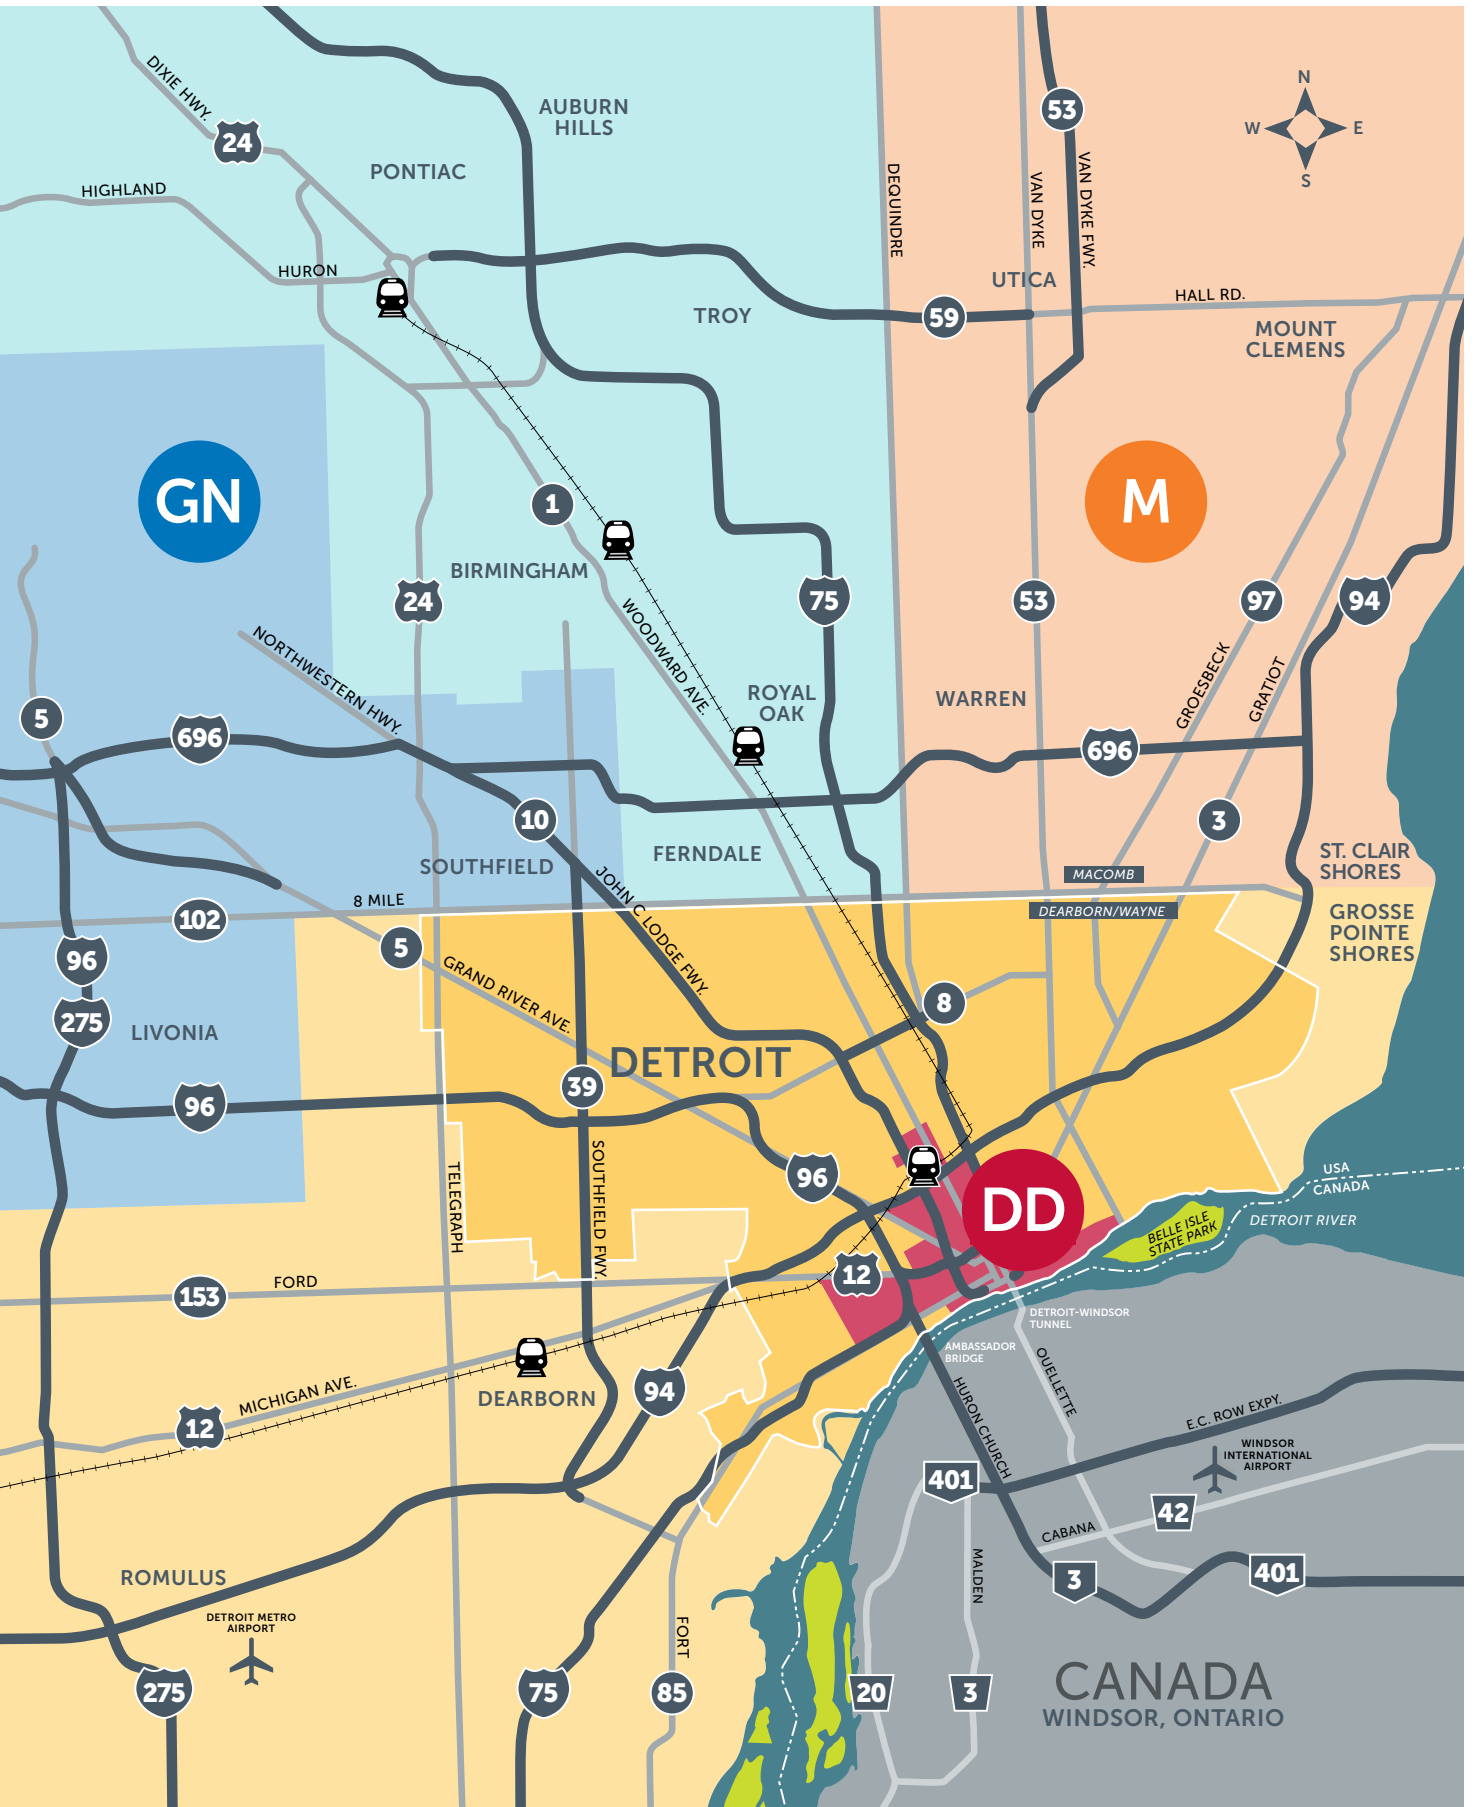 DIXIE HWY.
24
AUBURN
HILLS
PONTIAC
HIGHLAND
HURON
53
N
W
E
S
DEQUINDRE
VAN DYKE
VAN DYKE FWY.
UTICA
HALL RD.
TROY
59
MOUNT
CLEMENS
GN
M
1
BIRMINGHAM
24
WOODWARD AVE.
75
53
97
94
NORTHWESTERN HWY.
ROYAL
OAK
WARREN
GROESBECK
GRATIOT
5
696
696
10
3
SOUTHFIELD
FERNDALE
JOHN C LODGE FWY.
MACOMB
DEARBORN/WAYNE
ST. CLAIR
SHORES
8 MILE
102
GROSSE
POINTE
SHORES
5
96
GRAND RIVER AVE.
8
275
LIVONIA
DETROIT
39
96
TELEGRAPH
SOUTHFIELD FWY.
96
DD
USA
CANADA
DETROIT RIVER
BELLE ISLE
STATE PARK
12
FORD
153
DETROIT-WINDSOR
TUNNEL
AMBASSADOR
BRIDGE
OUELLETTE
HURON CHURCH
MICHIGAN AVE.
12
DEARBORN
94
E.C. ROW EXPY.
WINDSOR
INTERNATIONAL
AIRPORT
401
42
CABANA
MALDEN
3
401
ROMULUS
DETROIT METRO
AIRPORT
FORT
275
75
85
20
3
CANADA
WINDSOR, ONTARIO